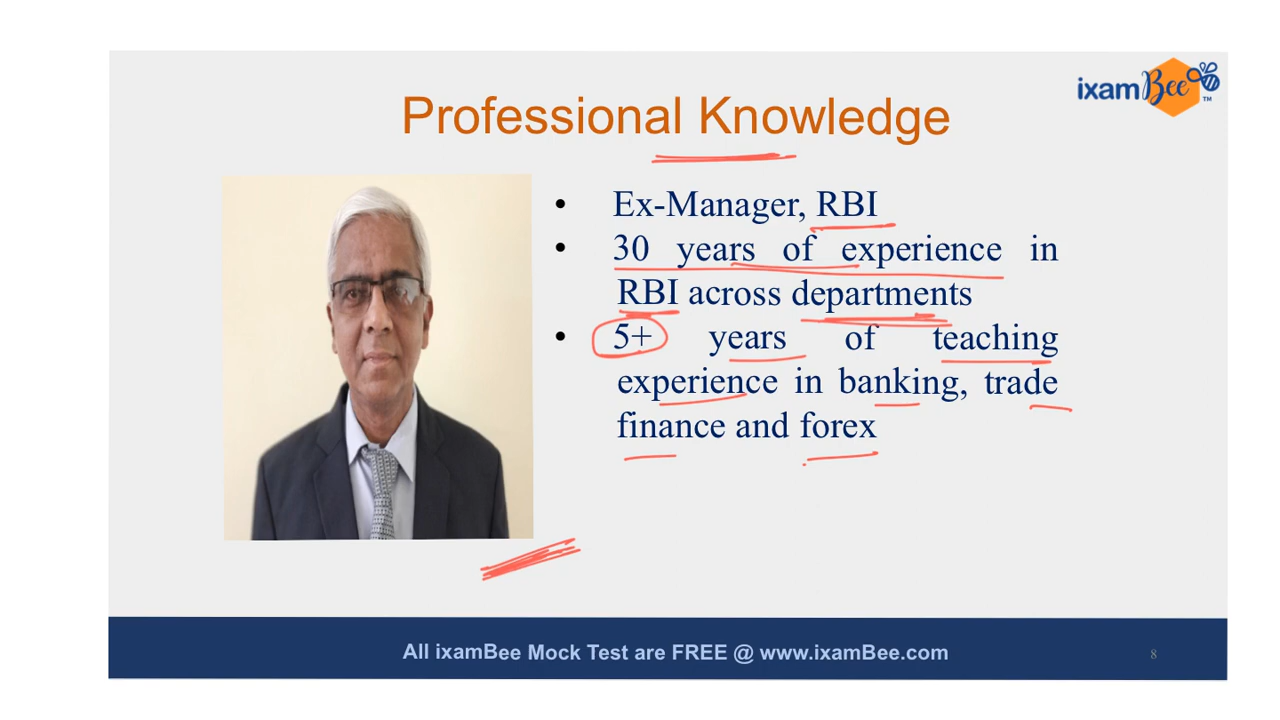 ixamBee™
Professional Knowledge
• Ex-Manager, RBI
• 30 years of experience in
RBI across departments
• 5+ years of teaching
experience in banking, trade
finance and forex
All ixamBee Mock Test are FREE @ www.ixamBee.com
8